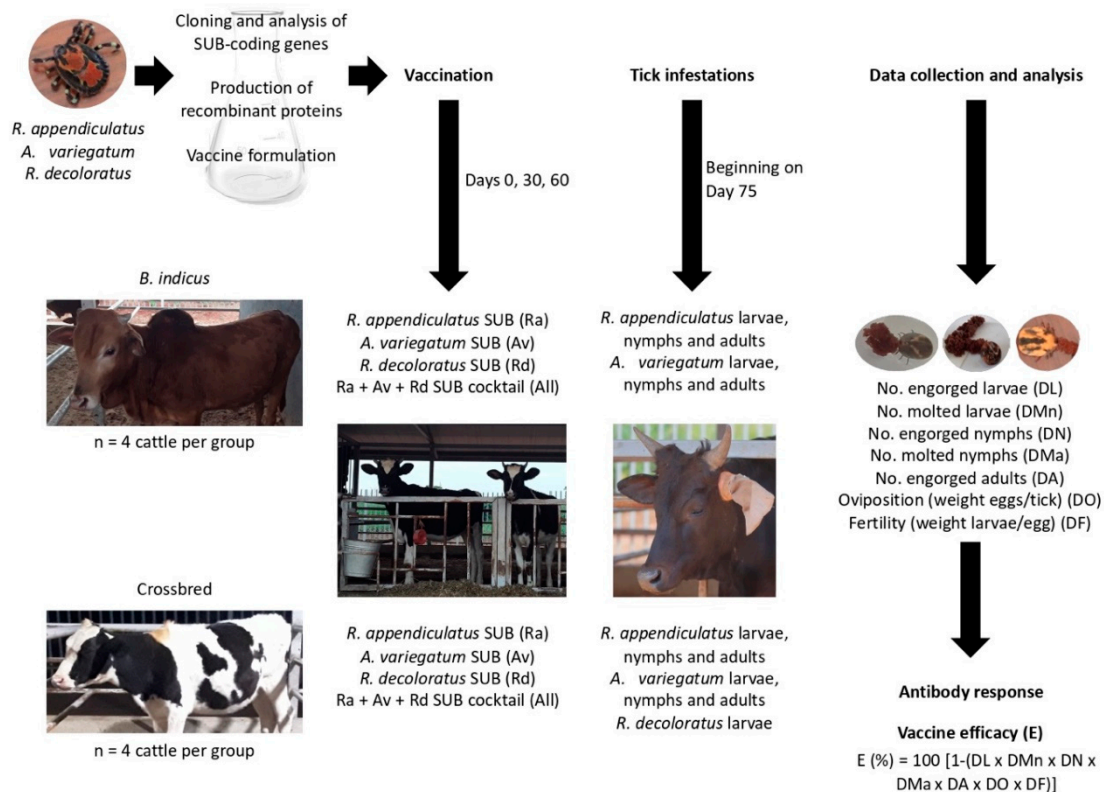 R. appendiculatus
A. variegatum
R. decoloratus
Cloning and analysis of
SUB-coding genes
Production of
recombinant proteins
Vaccine formulation
Vaccination
Days 0, 30, 60
Tick infestations
Beginning on
Day 75
Data collection and analysis
B. indicus
n = 4 cattle per group
R. appendiculatus SUB (Ra)
A. variegatum SUB (Av)
R. decoloratus SUB (Rd)
Ra + Av + Rd SUB cocktail (All)
R. appendiculatus larvae,
nymphs and adults
A. variegatum larvae,
nymphs and adults
No. engorged larvae (DL)
No. molted larvae (DMn)
No. engorged nymphs (DN)
No. molted nymphs (DMa)
No. engorged adults (DA)
Oviposition (weight eggs/tick) (DO)
Fertility (weight larvae/egg) (DF)
Crossbred
n = 4 cattle per group
R. appendiculatus SUB (Ra)
A. variegatum SUB (Av)
R. decoloratus SUB (Rd)
Ra + Av + Rd SUB cocktail (All)
R. appendiculatus larvae,
nymphs and adults
A. variegatum larvae,
nymphs and adults
R. decoloratus larvae
Antibody response
Vaccine efficacy (E)
E (%) = 100 [1-(DL x DMn x DN x
DMa x DA x DO x DF)]